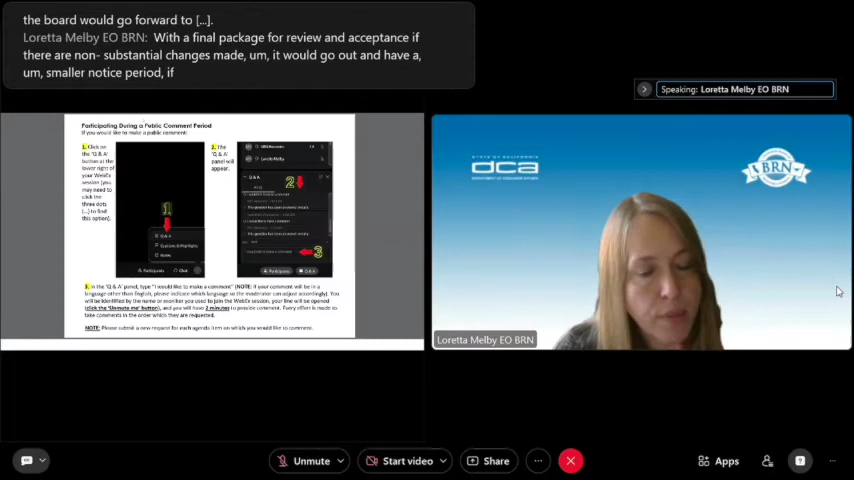 the board would go forward to [...].
Loretta Melby EO BRN: With a final package for review and acceptance if
there are non- substantial changes made, um, it would go out and have a,
um, smaller notice period, if
Speaking: Loretta Melby EO BRN
Participating During a Public Comment Period
If you would like to make a public comment:
1. Click on
the 'Q & A'
button at the
lower right of
your WebEx
session (you
may need to
click the
three dots
(...) to find
this option).
1
Q & A
Participants
Chat
2. The
'Q & A'
panel will
appear.
Loretta Melby
Q & A
2
3
Participants
Q & A
3. In the 'Q & A' panel, type "I would like to make a comment" (NOTE: If your comment will be in a
language other than English, please indicate which language so the moderator can adjust accordingly). You
will be identified by the name or moniker you used to join the WebEx session, your line will be opened
(click the 'Unmute me' button), and you will have 2 minutes to provide comment. Every effort is made to
take comments in the order which they are requested.
NOTE: Please submit a new request for each agenda item on which you would like to comment.
STATE OF CALIFORNIA
dca
DEPARTMENT OF CONSUMER AFFAIRS
BRN
Loretta Melby EO BRN
Unmute
Start video
Share
Apps